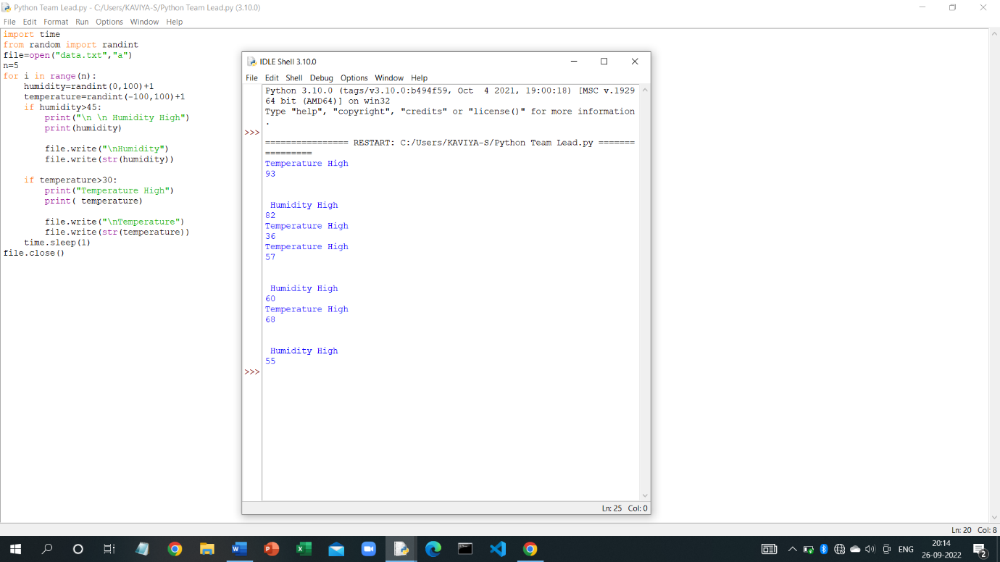 Python Team Lead.py - C:/Users/KAVIYA-S/Python Team Lead.py (3.10.0)
File Edit Format Run Options Window Help
import time
from random import randint
file=open("data.txt","a")
n=5
for i in range(n):
    humidity=randint(0,100)+1
    temperature=randint(-100,100)+1
    if humidity>45:
        print("\n \n Humidity High")
        print(humidity)
        file.write("\nHumidity")
        file.write(str(humidity))
    if temperature>30:
        print("Temperature High")
        print( temperature)
        file.write("\nTemperature")
        file.write(str(temperature))
    time.sleep(1)
file.close()
IDLE Shell 3.10.0
File Edit Shell Debug Options Window Help
Python 3.10.0 (tags/v3.10.0:b494f59, Oct  4 2021, 19:00:18) [MSC v.1929
64 bit (AMD64)] on win32
Type "help", "copyright", "credits" or "license()" for more information
.
>>>
================ RESTART: C:/Users/KAVIYA-S/Python Team Lead.py =======
=========
Temperature High
93
Humidity High
82
Temperature High
36
Temperature High
57
Humidity High
60
Temperature High
68
Humidity High
55
>>>
Ln: 25 Col: 0
Ln: 20 Col: 8
ENG
20:14
26-09-2022
2